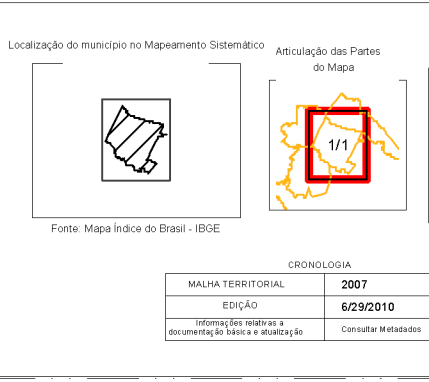 Localização do município no Mapeamento Sistemático
Articulação das Partes
do Mapa
1/1
Fonte: Mapa Índice do Brasil - IBGE
CRONOLOGIA
MALHA TERRITORIAL 2007
EDIÇÃO 6/29/2010
Informações relativas a
documentação básica e atualização Consultar Metadados